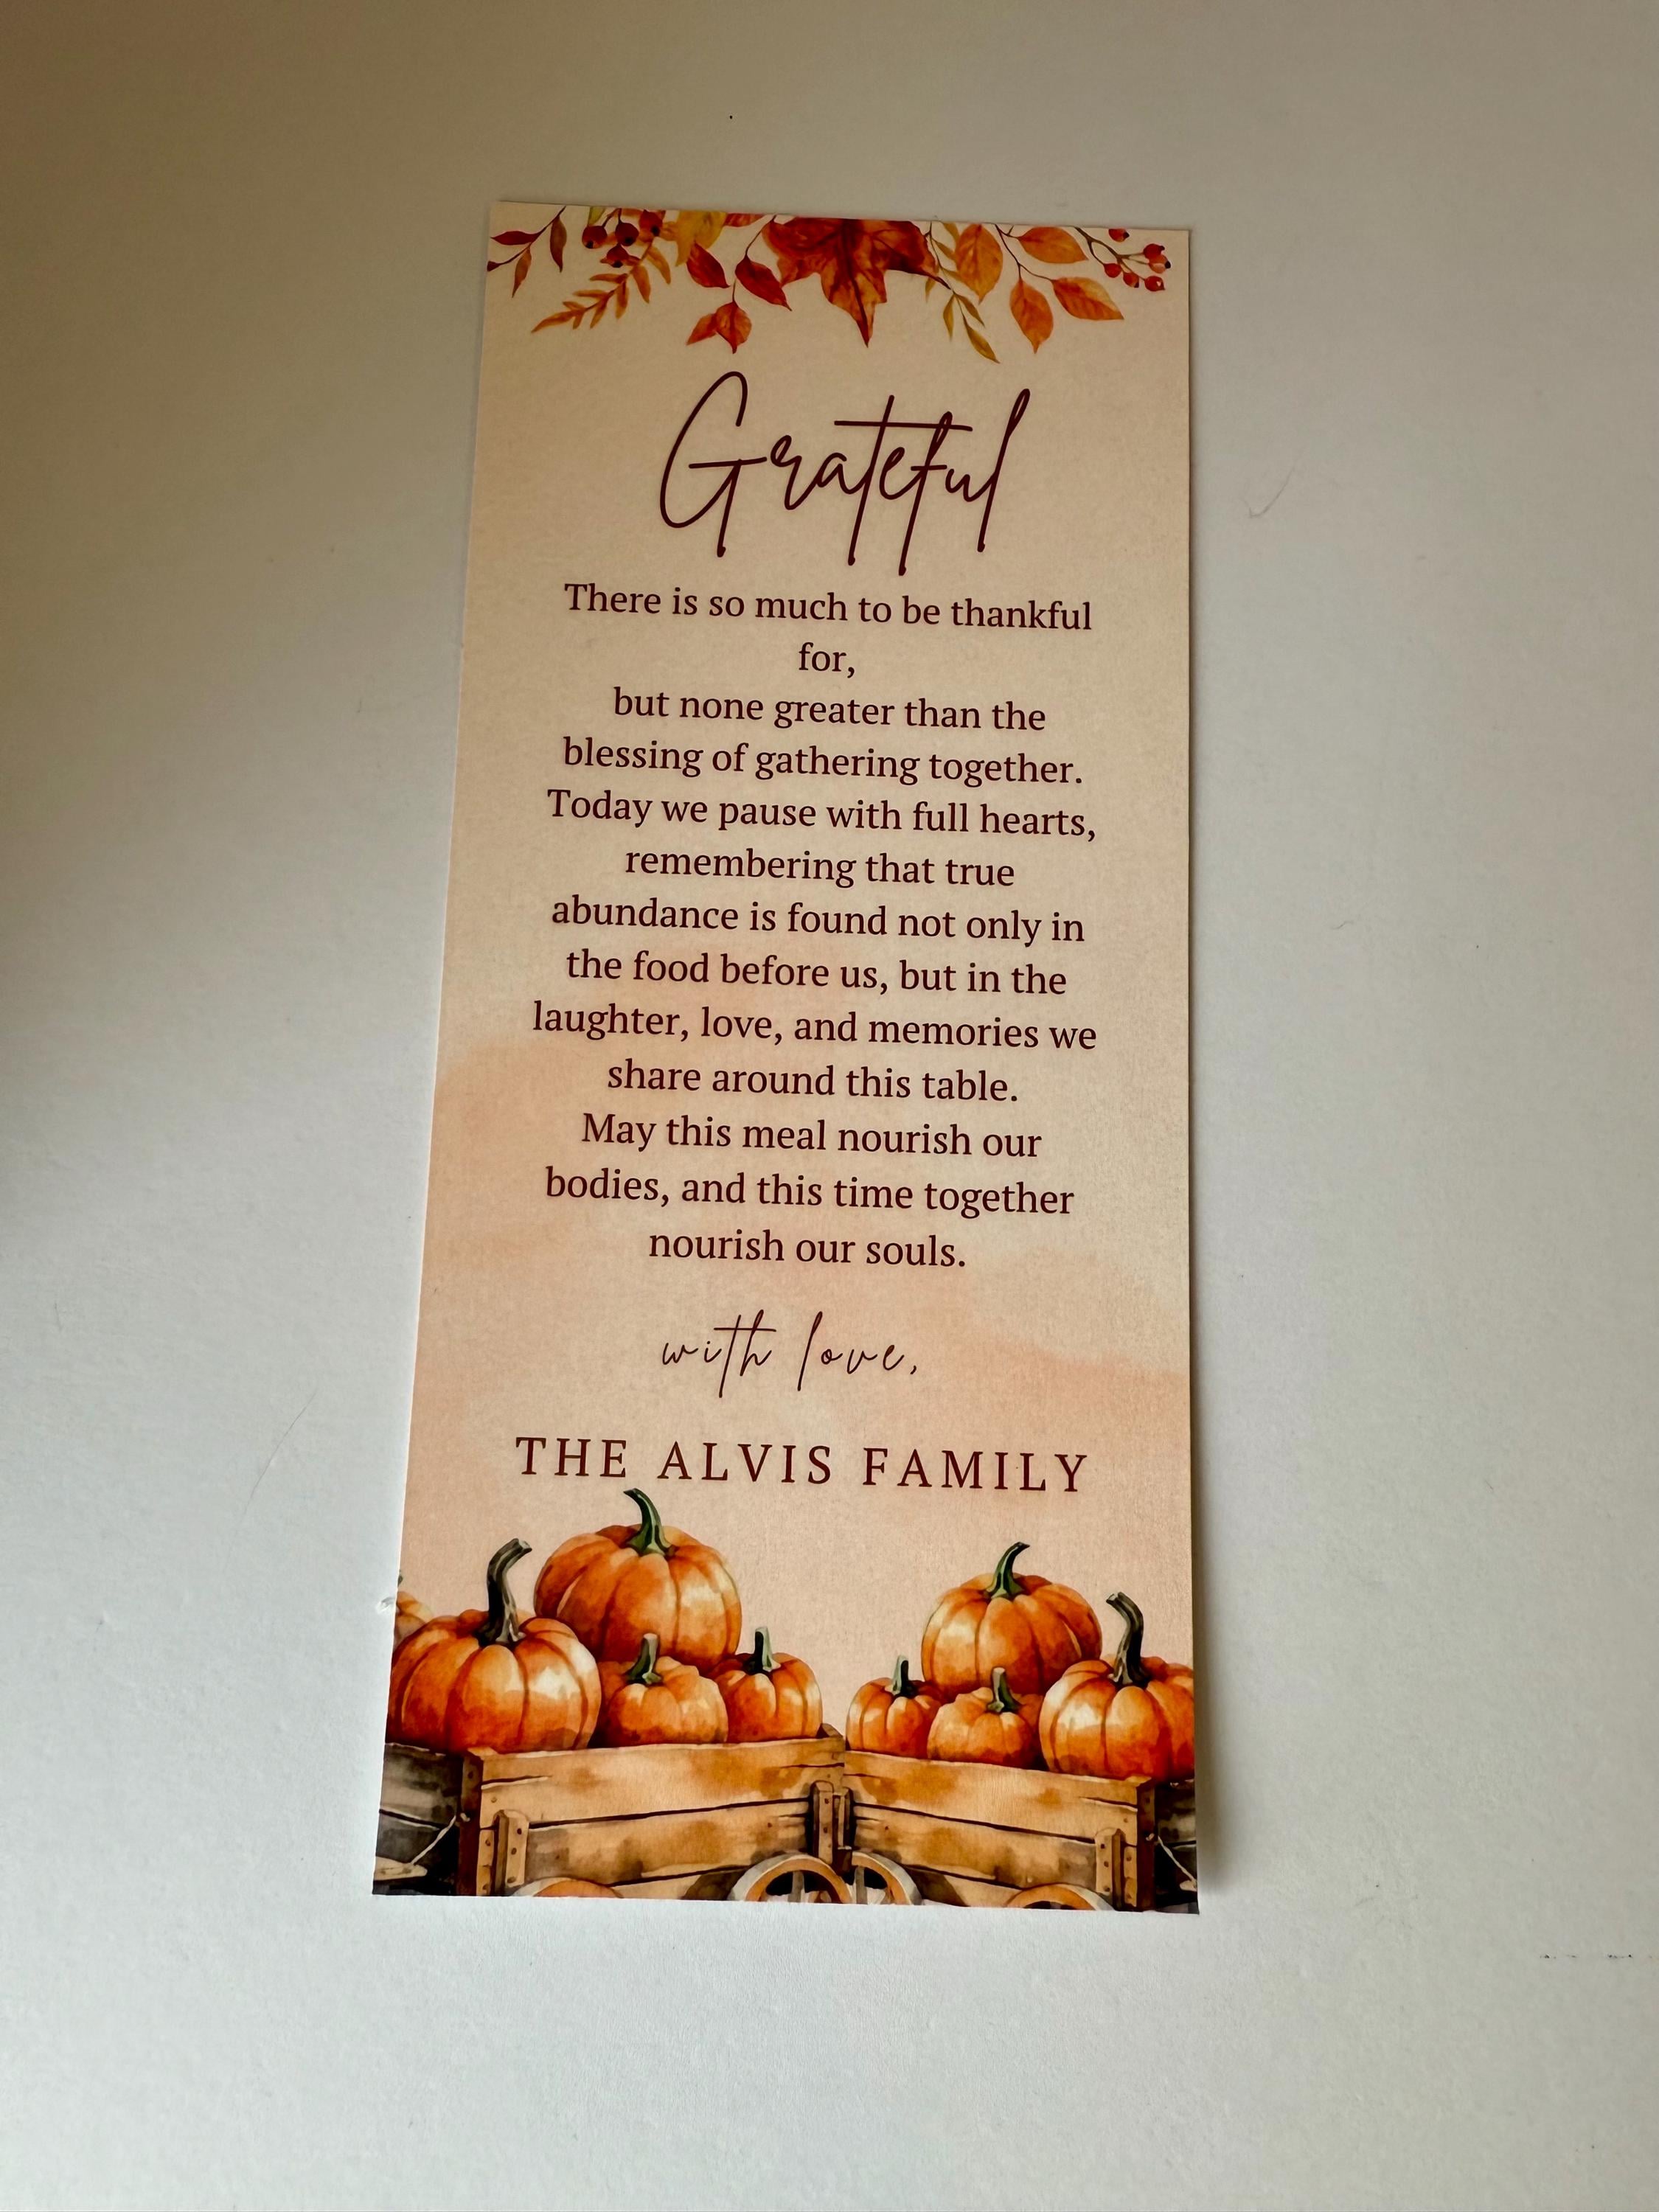 Grateful
There is so much to be thankful
for,
but none greater than the
blessing of gathering together.
Today we pause with full hearts,
remembering that true
abundance is found not only in
the food before us, but in the
laughter, love, and memories we
share around this table.
May this meal nourish our
bodies, and this time together
nourish our souls.
with love,
THE ALVIS FAMILY